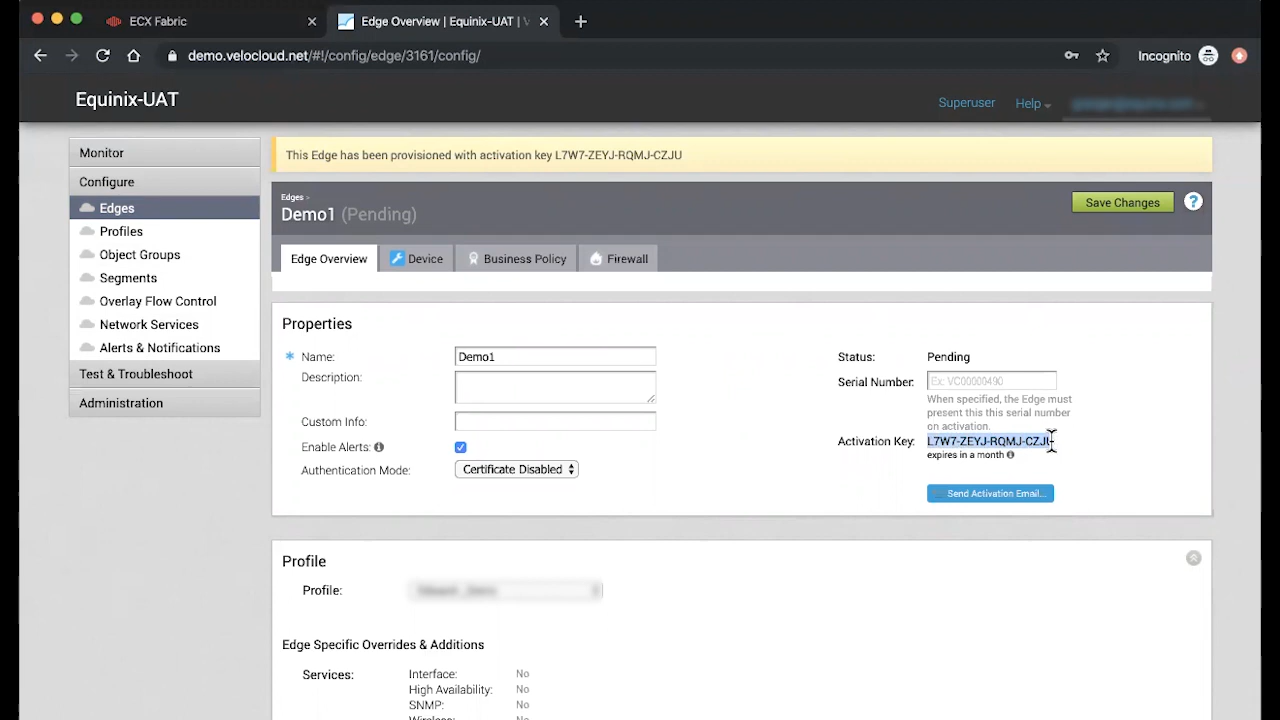 ECX Fabric
Edge Overview | Equinix-UAT |
demo.velocloud.net/#!/config/edge/3161/config/
Incognito
Equinix-UAT
Superuser
Help
Monitor
Configure
Edges
Profiles
Object Groups
Segments
Overlay Flow Control
Network Services
Alerts & Notifications
Test & Troubleshoot
Administration
This Edge has been provisioned with activation key L7W7-ZEYJ-RQMJ-CZJU
Edges >
Demo1 (Pending)
Save Changes
?
Edge Overview
Device
Business Policy
Firewall
Properties
* Name: Demo1
Description:
Custom Info:
Enable Alerts:
Authentication Mode: Certificate Disabled
Status: Pending
Serial Number: Ex: VC00000490
When specified, the Edge must
present this this serial number
on activation.
Activation Key: L7W7-ZEYJ-RQMJ-CZJU
expires in a month
Send Activation Email...
Profile
Profile:
Edge Specific Overrides & Additions
Services: Interface: No
High Availability: No
SNMP: No
Wireless: No